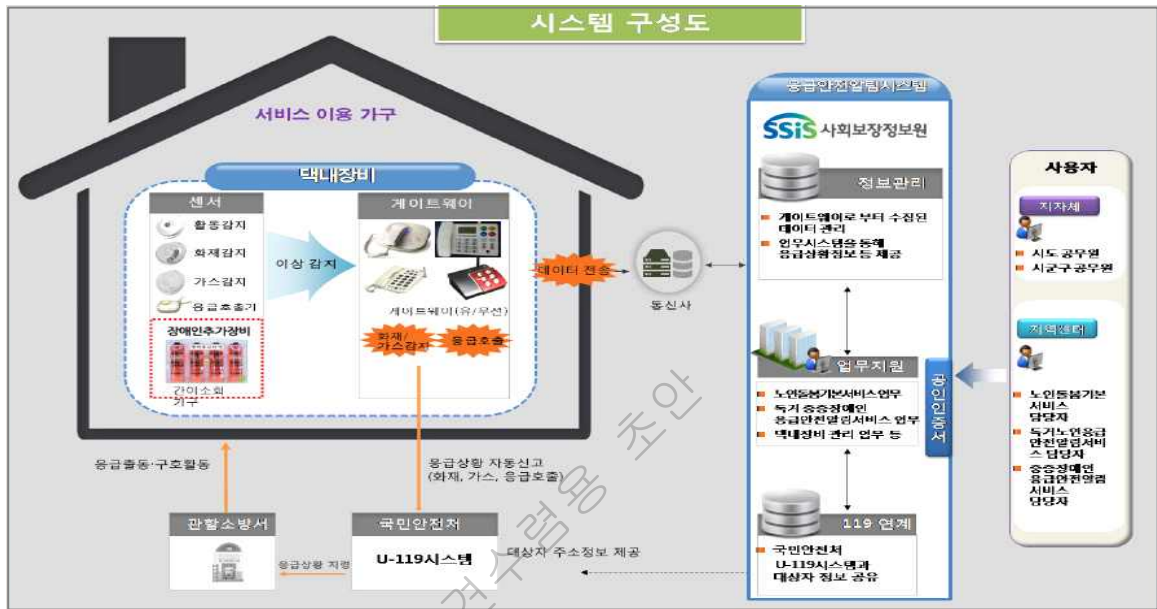 시스템 구성도
서비스 이용 가구
댁내장비
센서
활동감지
화재감지
가스감지
응급호출기
장애인추가장비
간이소화
기구
이상 감지
게이트웨이
게이트웨이(유/무선)
화재/
가스감지
응급호출
데이터 전송
통신사
응급안전알림시스템
SSiS 사회보장정보원
정보관리
게이트웨이로 부터 수집된
데이터 관리
업무시스템을 통해
응급상황정보 등 제공
업무지원
노인돌봄기본서비스업무
독거 중증장애인
응급안전알림서비스 업무
댁내장비 관리 업무 등
119 연계
국민안전처
U-119시스템과
대상자 정보 공유
공인인증서
사용자
지자체
시도 공무원
시군구 공무원
지역센터
노인돌봄기본
서비스
담당자
독거노인응급
안전알림서비
스 담당자
중증장애인
응급안전알림
서비스
담당자
응급출동·구호활동
응급상황 자동신고
(화재, 가스, 응급호출)
관할소방서
응급상황 지령
국민안전처
U-119시스템
대상자 주소정보 제공
견수렴용 초안